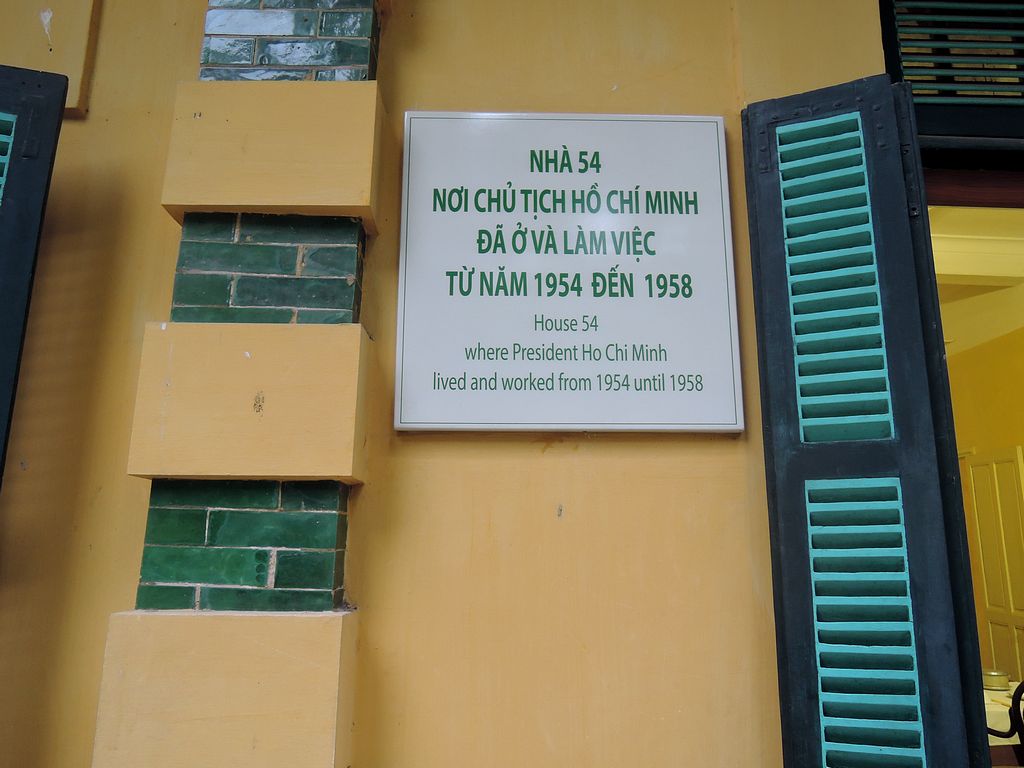 NHÀ 54
NƠI CHỦ TỊCH HỒ CHÍ MINH
ĐÃ Ở VÀ LÀM VIỆC
TỪ NĂM 1954 ĐẾN 1958
House 54
where President Ho Chi Minh
lived and worked from 1954 until 1958